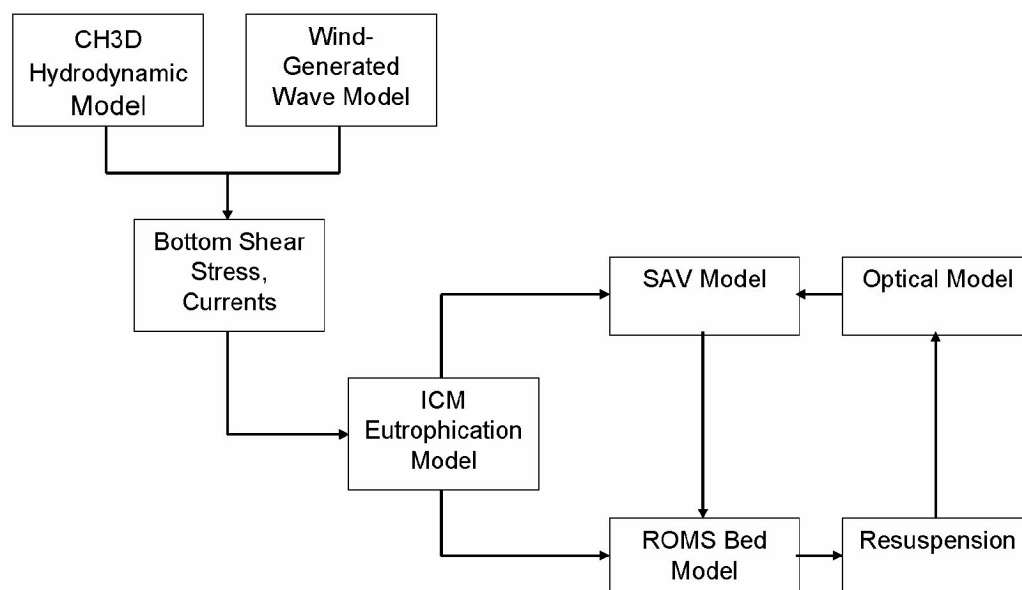 CH3D
Hydrodynamic
Model
Wind-
Generated
Wave Model
Bottom Shear
Stress,
Currents
SAV Model
Optical Model
ICM
Eutrophication
Model
ROMS Bed
Model
Resuspension